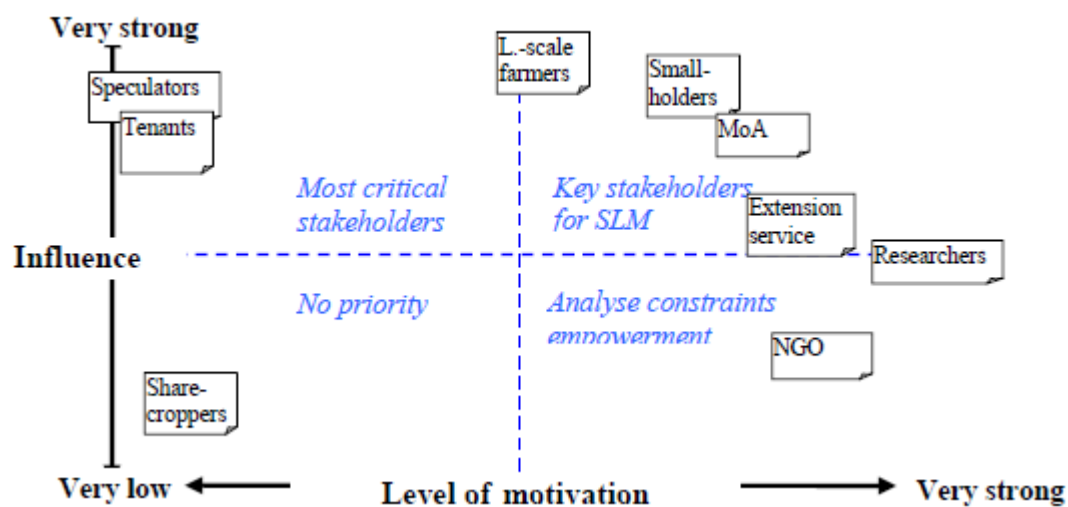 Very strong
L.-scale
farmers
Small-
holders
Speculators
Tenants
MoA
Most critical
stakeholders
Key stakeholders
for SLM
Extension
service
Influence
Researchers
No priority
Analyse constraints
empowerment
NGO
Share-
croppers
Very low
Level of motivation
Very strong